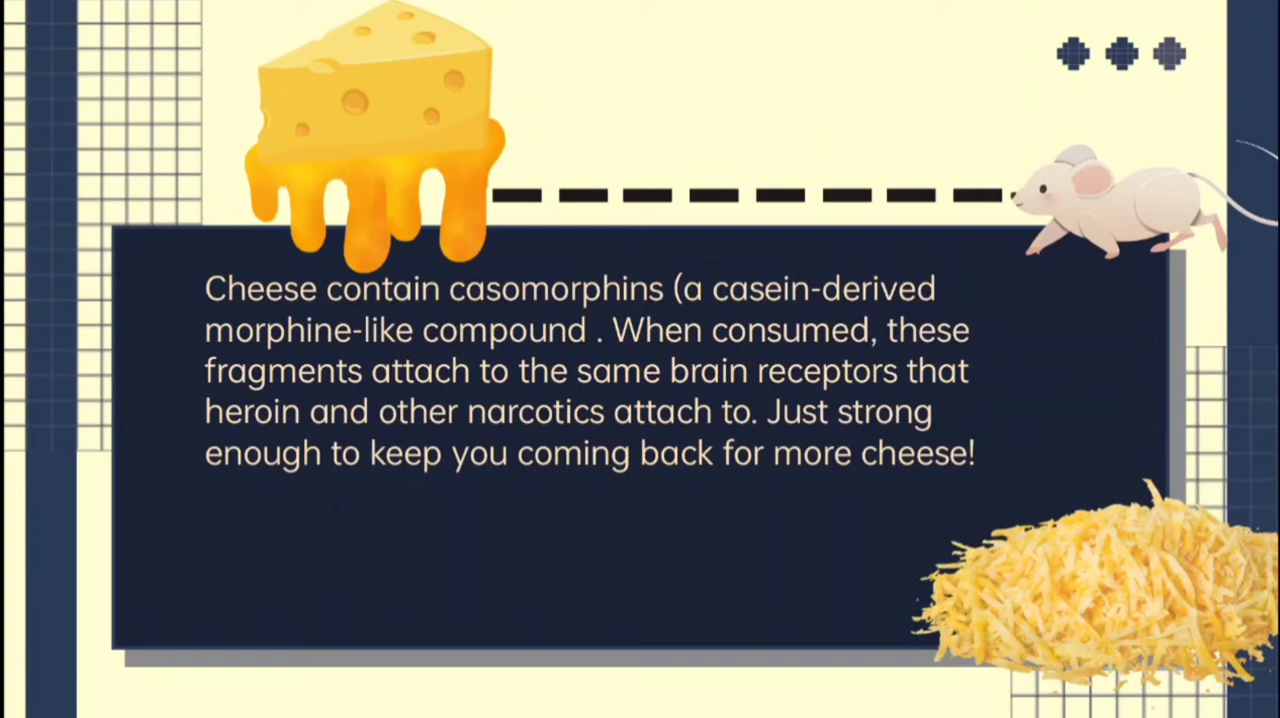 Cheese contain casomorphins (a casein-derived
morphine-like compound . When consumed, these
fragments attach to the same brain receptors that
heroin and other narcotics attach to. Just strong
enough to keep you coming back for more cheese!